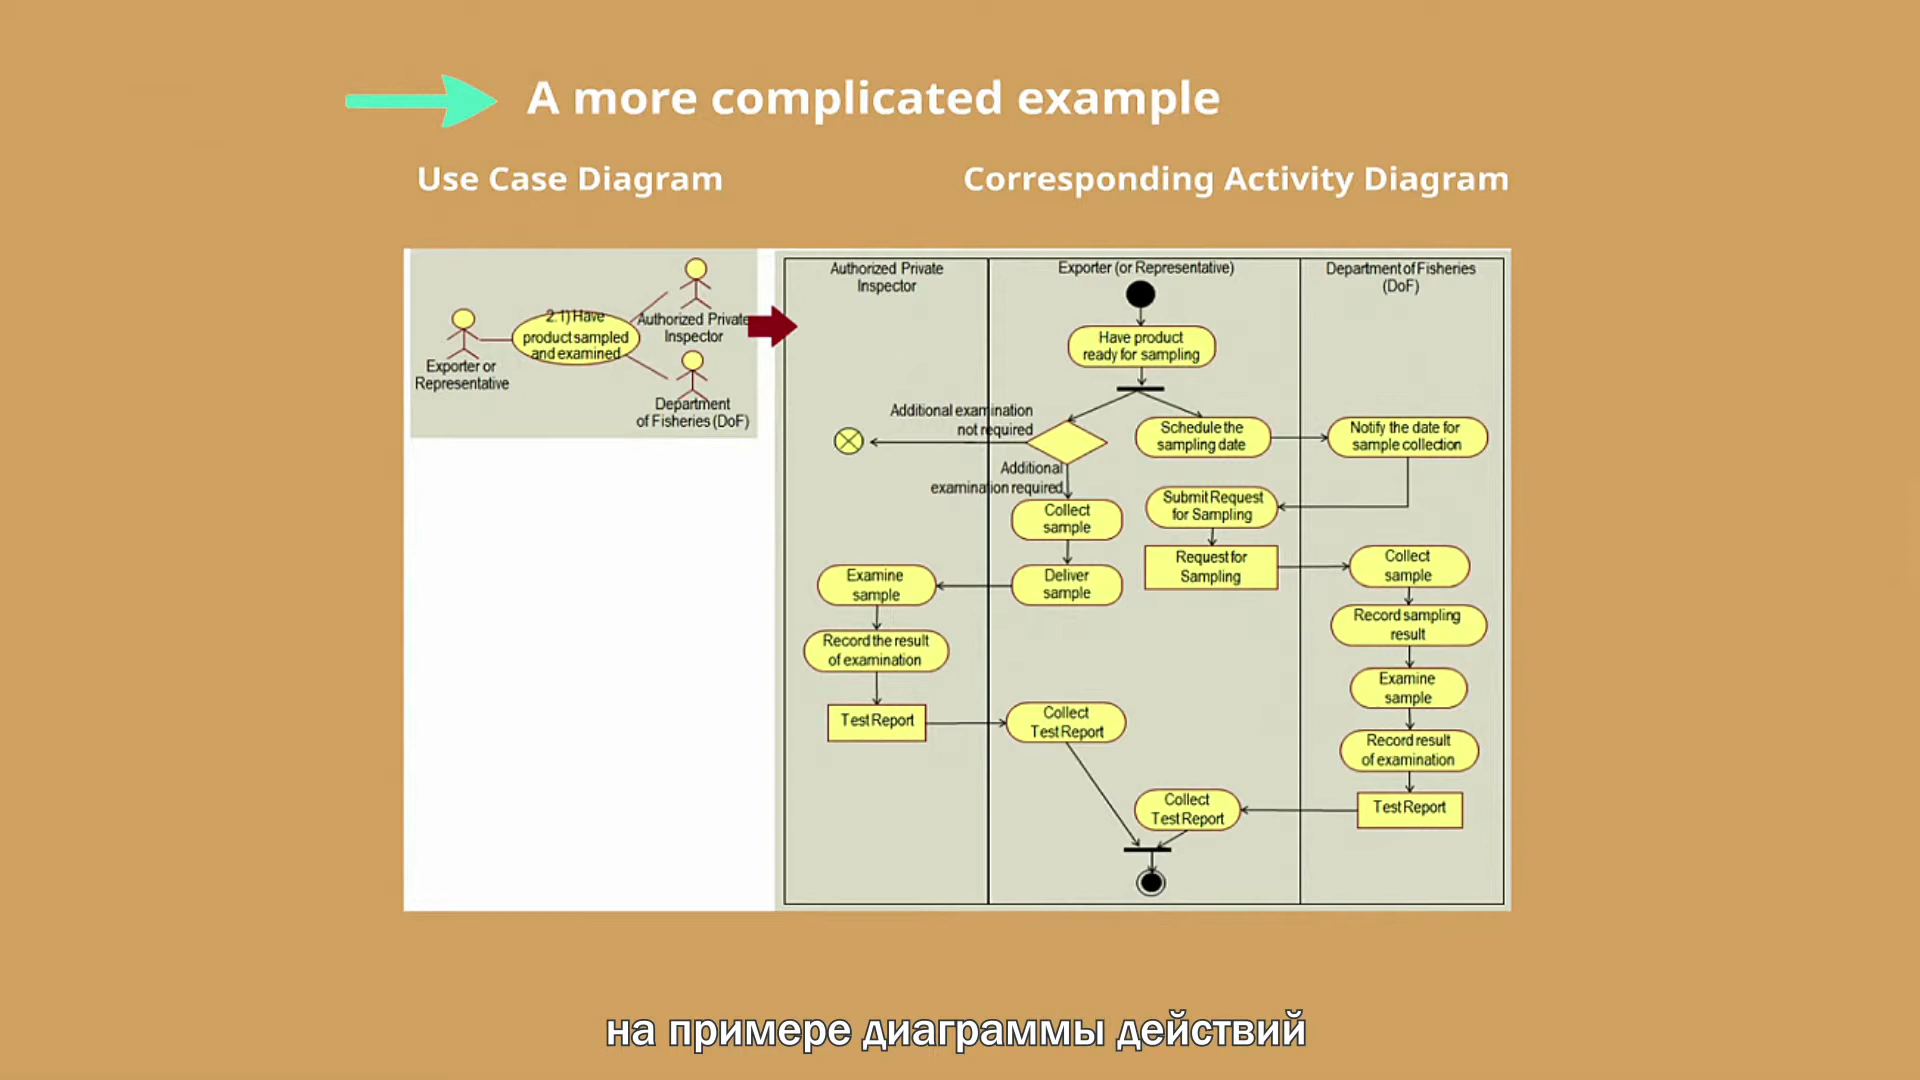 A more complicated example
Use Case Diagram
Corresponding Activity Diagram
2.1) Have
product sampled
and examined
Exporter or
Representative
Authorized Private
Inspector
Department
of Fisheries (DoF)
Authorized Private
Inspector
Exporter (or Representative)
Department of Fisheries
(DoF)
Have product
ready for sampling
Additional examination
not required
Schedule the
sampling date
Notify the date for
sample collection
Additional
examination required
Submit Request
for Sampling
Collect
sample
Request for
Sampling
Collect
sample
Examine
sample
Deliver
sample
Record sampling
result
Record the result
of examination
Examine
sample
Test Report
Collect
Test Report
Record result
of examination
Collect
Test Report
Test Report
на примере диаграммы действий